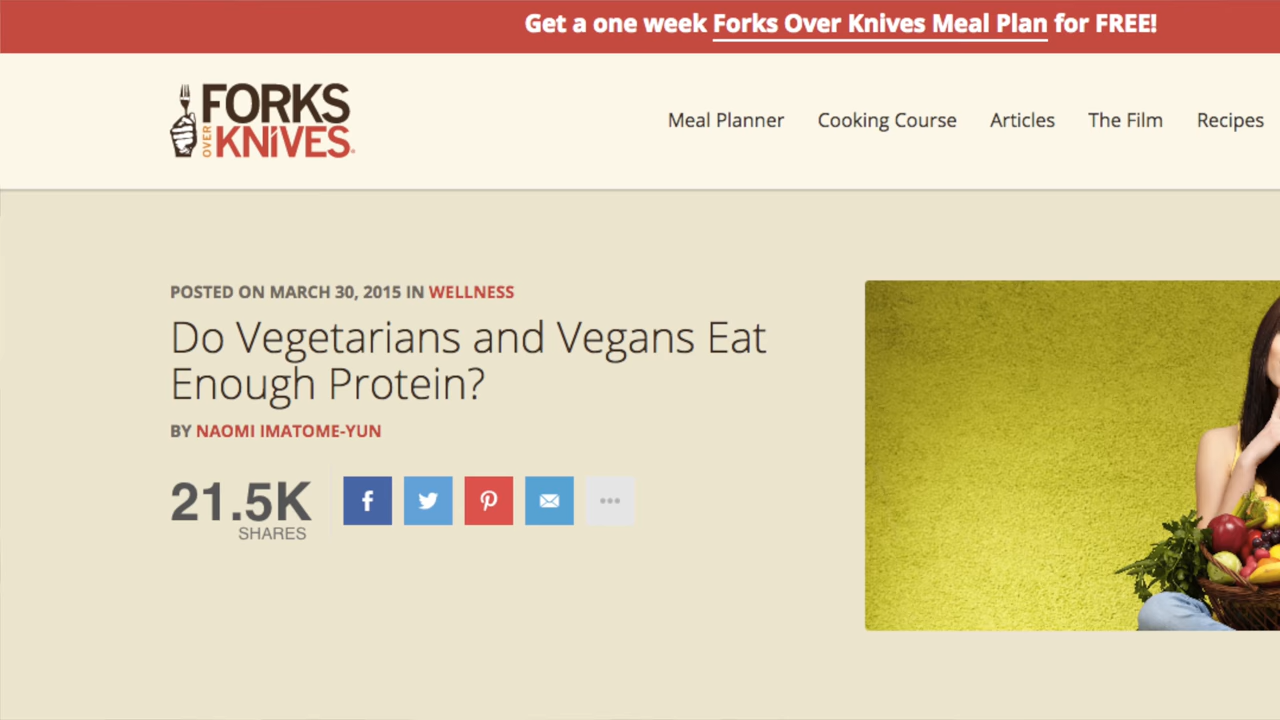 Get a one week Forks Over Knives Meal Plan for FREE!
FORKS
OVER
KNIVES
Meal Planner Cooking Course Articles The Film Recipes
POSTED ON MARCH 30, 2015 IN WELLNESS
Do Vegetarians and Vegans Eat
Enough Protein?
BY NAOMI IMATOME-YUN
21.5K
SHARES